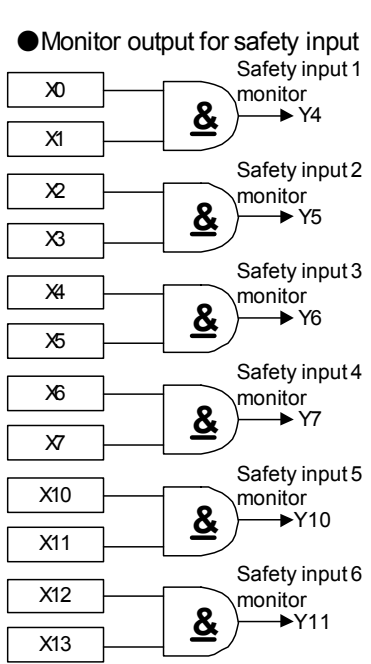 ●Monitor output for safety input
Safety input 1
X0
monitor
&
Y4
X1
Safety input 2
X2
monitor
&
Y5
X3
Safety input 3
X4
monitor
&
Y6
X5
Safety input 4
X6
monitor
&
Y7
X7
Safety input 5
X10
monitor
&
Y10
X11
Safety input 6
X12
monitor
&
Y11
X13